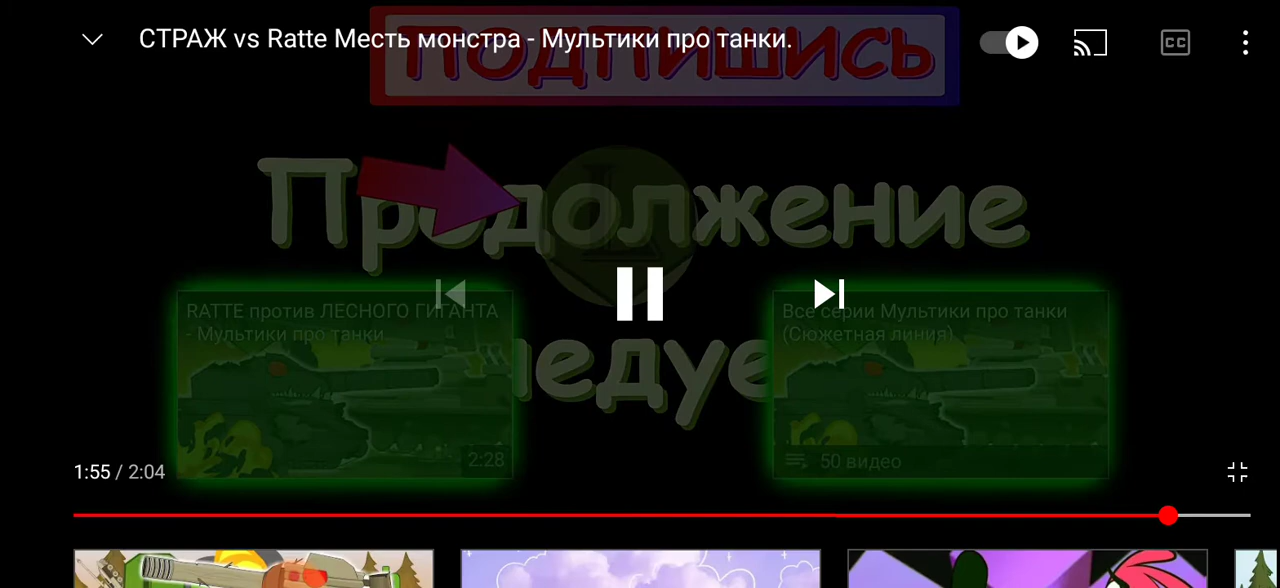 СТРАЖ vs Ratte Месть монстра - Мультики про танки.
CC
ПОДПИШИСЬ
Продолжение
RATTE против ЛЕСНОГО ГИГАНТА
- Мультики про танки
Все серии Мультики про танки
(Сюжетная линия)
2:28
50 видео
1:55 / 2:04